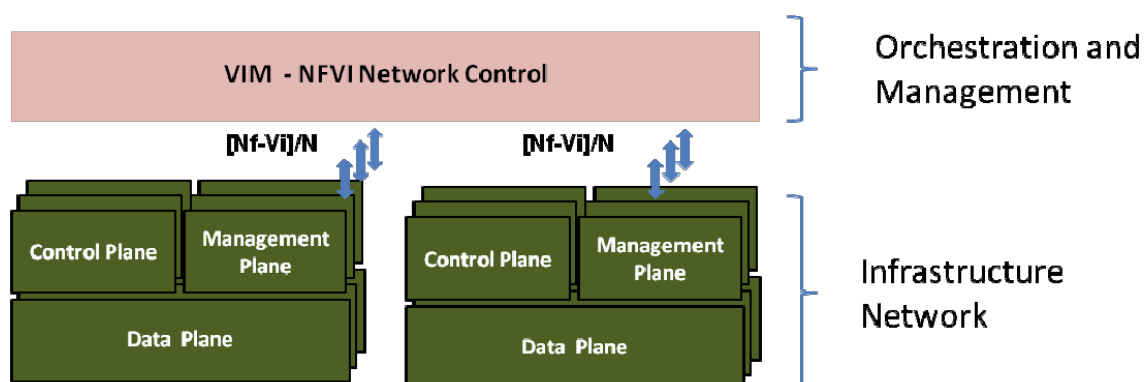 VIM - NFVI Network Control
Orchestration and
Management
[Nf-Vi]/N
[Nf-Vi]/N
Control Plane
Management
Plane
Control Plane
Management
Plane
Data Plane
Data Plane
Infrastructure
Network